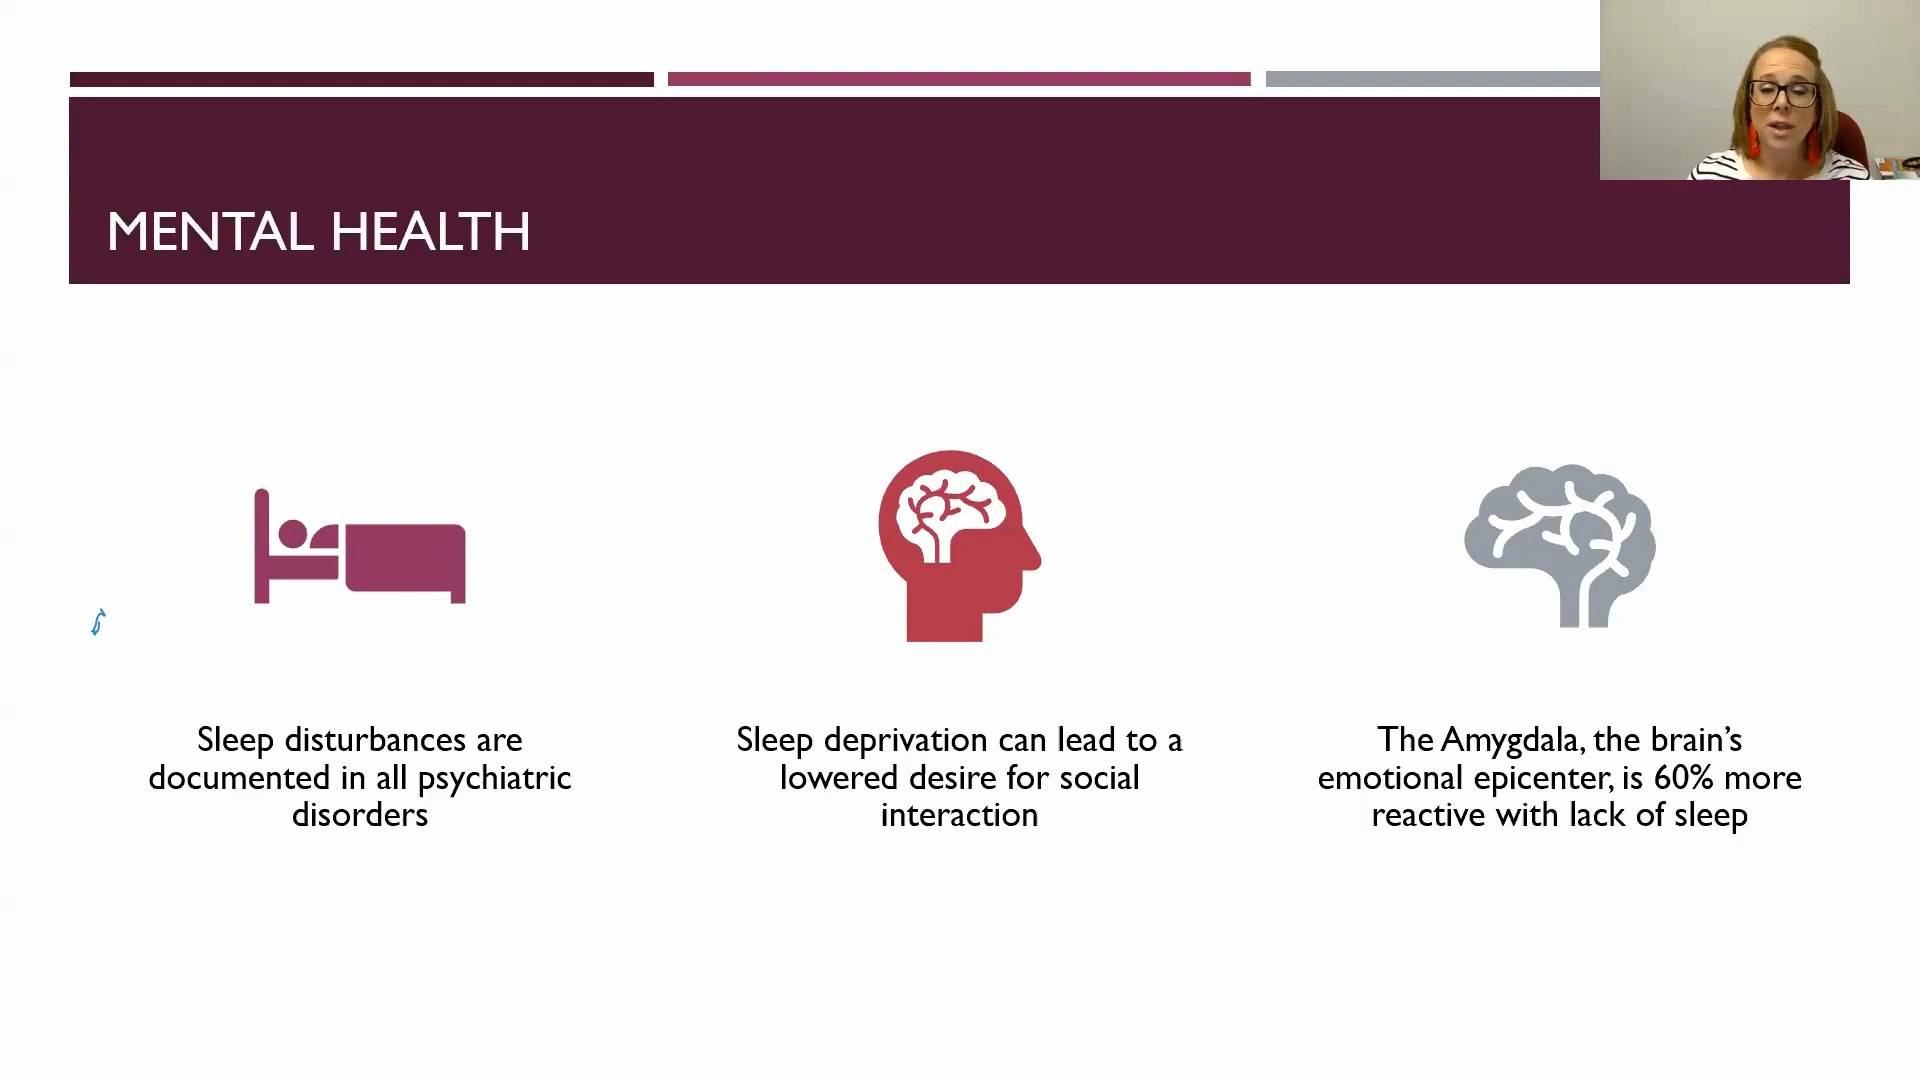 MENTAL HEALTH
Sleep disturbances are
documented in all psychiatric
disorders
Sleep deprivation can lead to a
lowered desire for social
interaction
The Amygdala, the brain's
emotional epicenter, is 60% more
reactive with lack of sleep